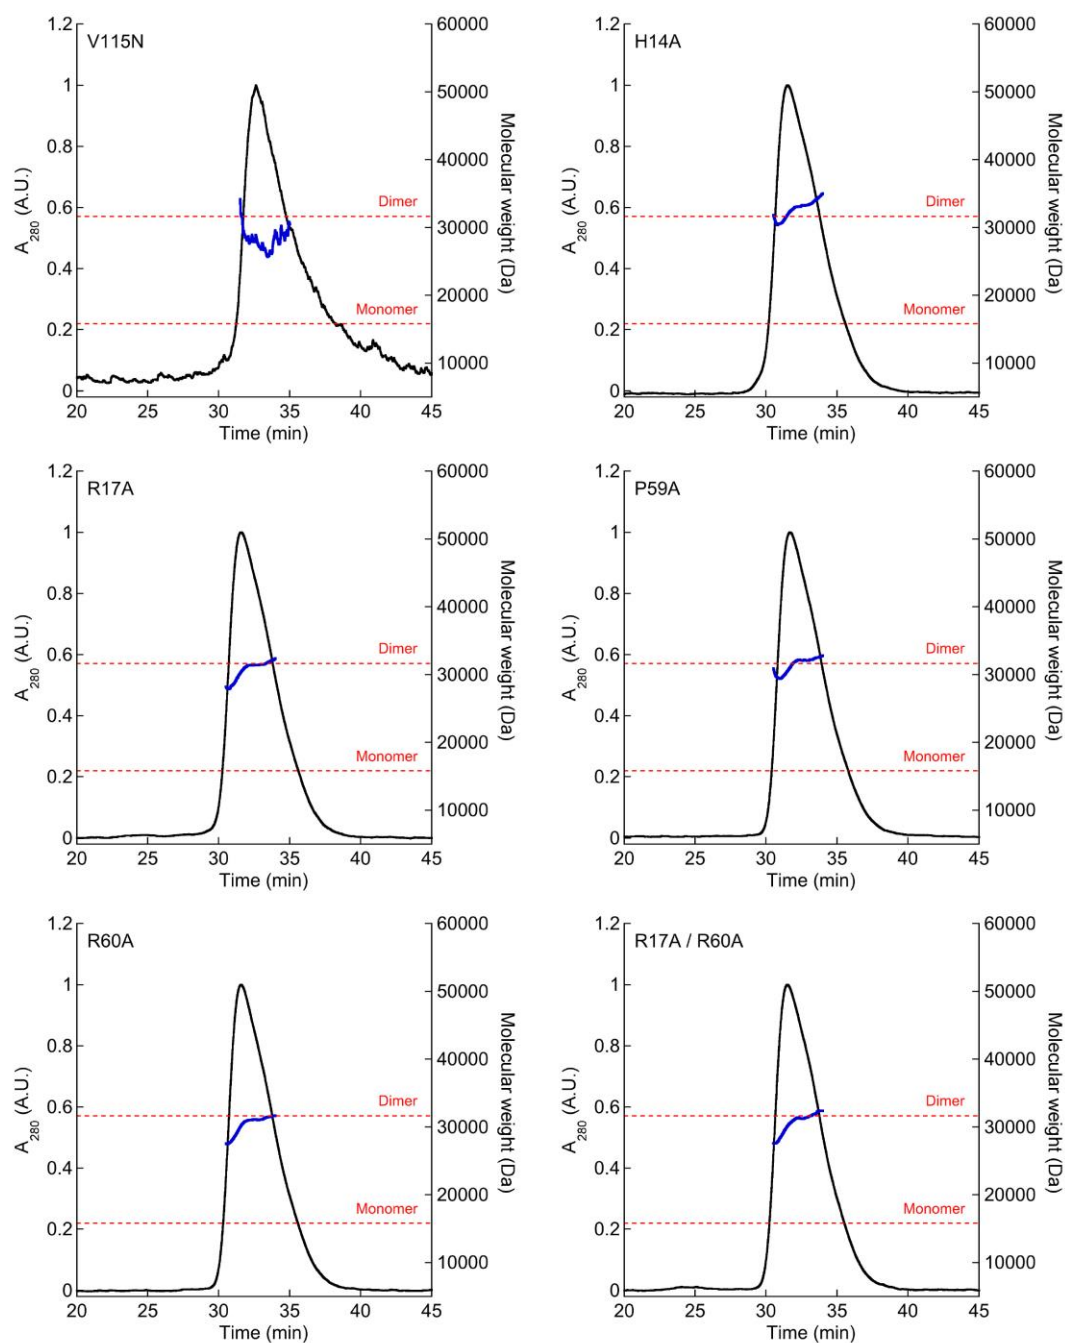 V115N
1.2
1
0.8
0.6
0.4
0.2
0
A280 (A.U.)
60000
50000
40000
30000
20000
10000
Molecular weight (Da)
Dimer
Monomer
20 25 30 35 40 45
Time (min)
H14A
1.2
1
0.8
0.6
0.4
0.2
0
A280 (A.U.)
60000
50000
40000
30000
20000
10000
Molecular weight (Da)
Dimer
Monomer
20 25 30 35 40 45
Time (min)
R17A
1.2
1
0.8
0.6
0.4
0.2
0
A280 (A.U.)
60000
50000
40000
30000
20000
10000
Molecular weight (Da)
Dimer
Monomer
20 25 30 35 40 45
Time (min)
P59A
1.2
1
0.8
0.6
0.4
0.2
0
A280 (A.U.)
60000
50000
40000
30000
20000
10000
Molecular weight (Da)
Dimer
Monomer
20 25 30 35 40 45
Time (min)
R60A
1.2
1
0.8
0.6
0.4
0.2
0
A280 (A.U.)
60000
50000
40000
30000
20000
10000
Molecular weight (Da)
Dimer
Monomer
20 25 30 35 40 45
Time (min)
R17A / R60A
1.2
1
0.8
0.6
0.4
0.2
0
A280 (A.U.)
60000
50000
40000
30000
20000
10000
Molecular weight (Da)
Dimer
Monomer
20 25 30 35 40 45
Time (min)